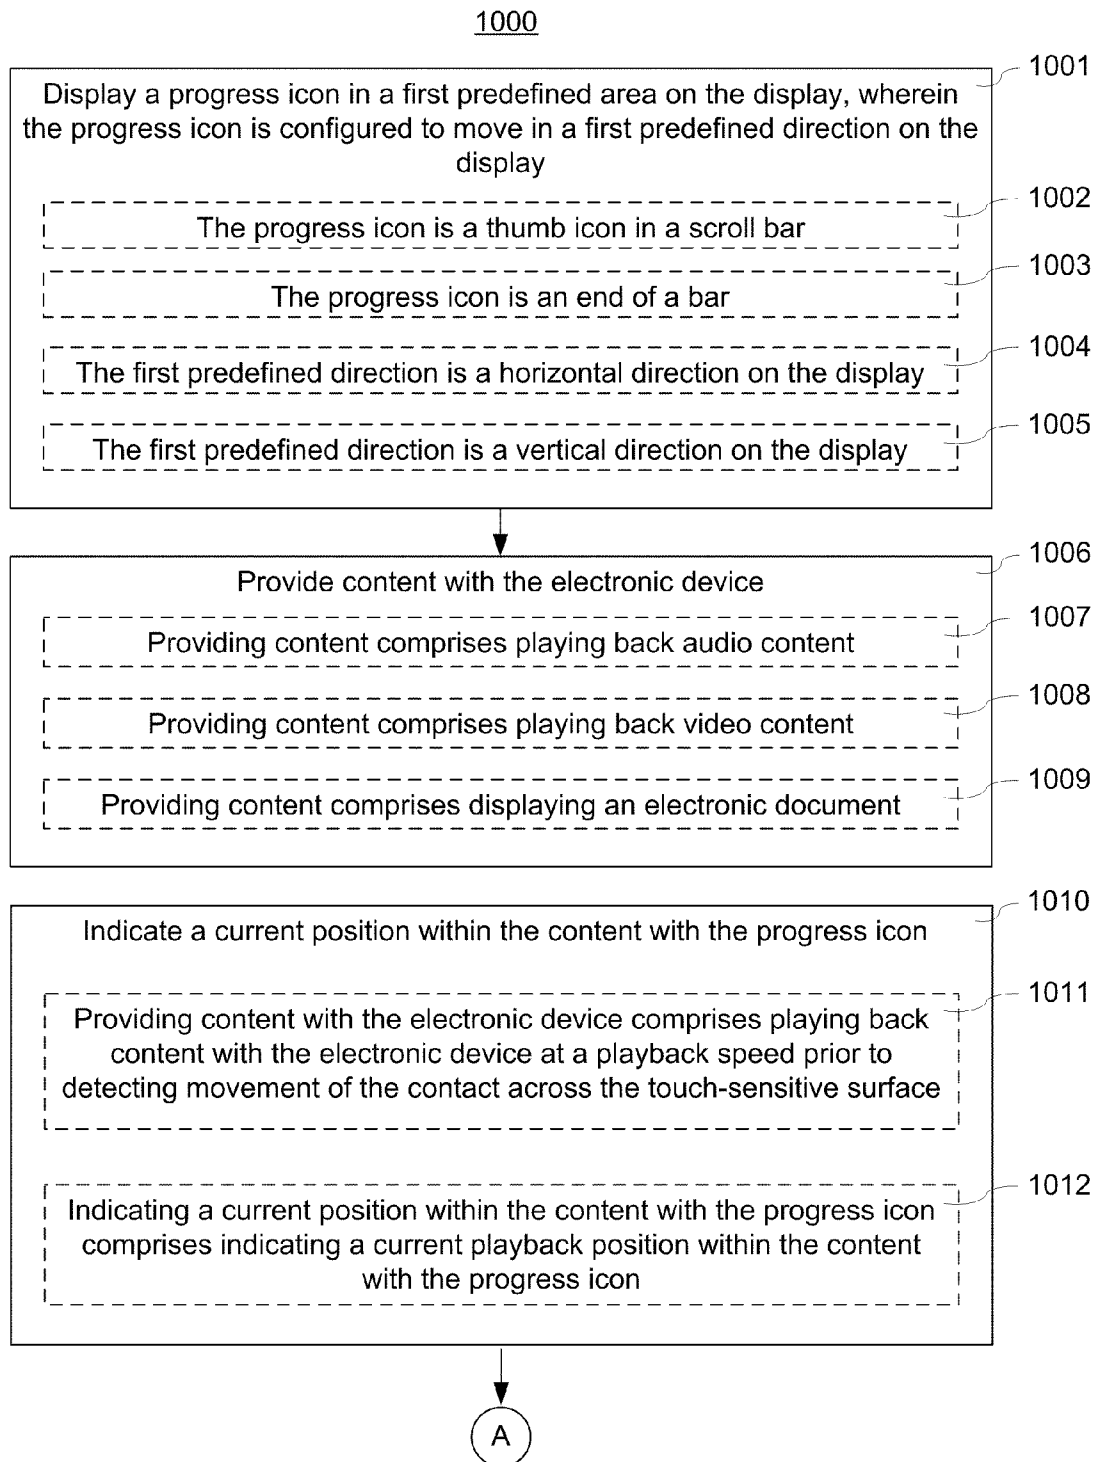 1000
1001
Display a progress icon in a first predefined area on the display, wherein
the progress icon is configured to move in a first predefined direction on the
display
1002
The progress icon is a thumb icon in a scroll bar
1003
The progress icon is an end of a bar
1004
The first predefined direction is a horizontal direction on the display
1005
The first predefined direction is a vertical direction on the display
1006
Provide content with the electronic device
1007
Providing content comprises playing back audio content
1008
Providing content comprises playing back video content
1009
Providing content comprises displaying an electronic document
1010
Indicate a current position within the content with the progress icon
1011
Providing content with the electronic device comprises playing back
content with the electronic device at a playback speed prior to
detecting movement of the contact across the touch-sensitive surface
1012
Indicating a current position within the content with the progress icon
comprises indicating a current playback position within the content
with the progress icon
A